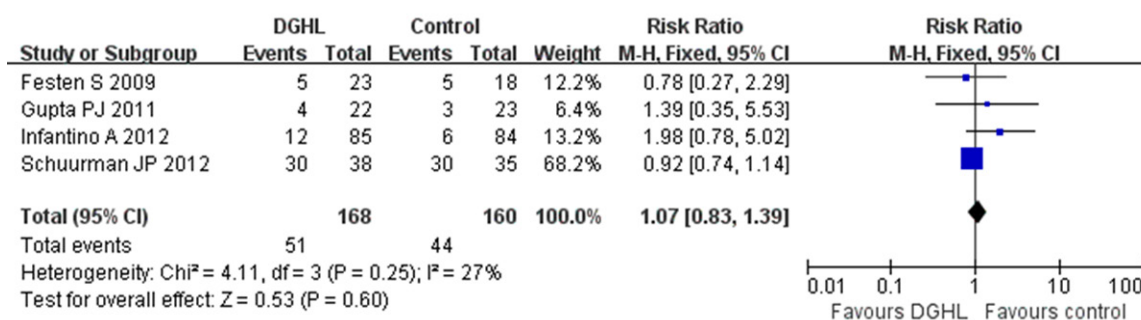 DGHL Control Risk Ratio Risk Ratio
Study or Subgroup Events Total Events Total Weight M-H, Fixed, 95% CI M-H, Fixed, 95% CI
Festen S 2009 5 23 5 18 12.2% 0.78 [0.27, 2.29]
Gupta PJ 2011 4 22 3 23 6.4% 1.39 [0.35, 5.53]
Infantino A 2012 12 85 6 84 13.2% 1.98 [0.78, 5.02]
Schuurman JP 2012 30 38 30 35 68.2% 0.92 [0.74, 1.14]
Total (95% CI) 168 160 100.0% 1.07 [0.83, 1.39]
Total events 51 44
Heterogeneity: Chi² = 4.11, df = 3 (P = 0.25); I² = 27%
Test for overall effect: Z = 0.53 (P = 0.60)
0.01 0.1 1 10 100
Favours DGHL Favours control